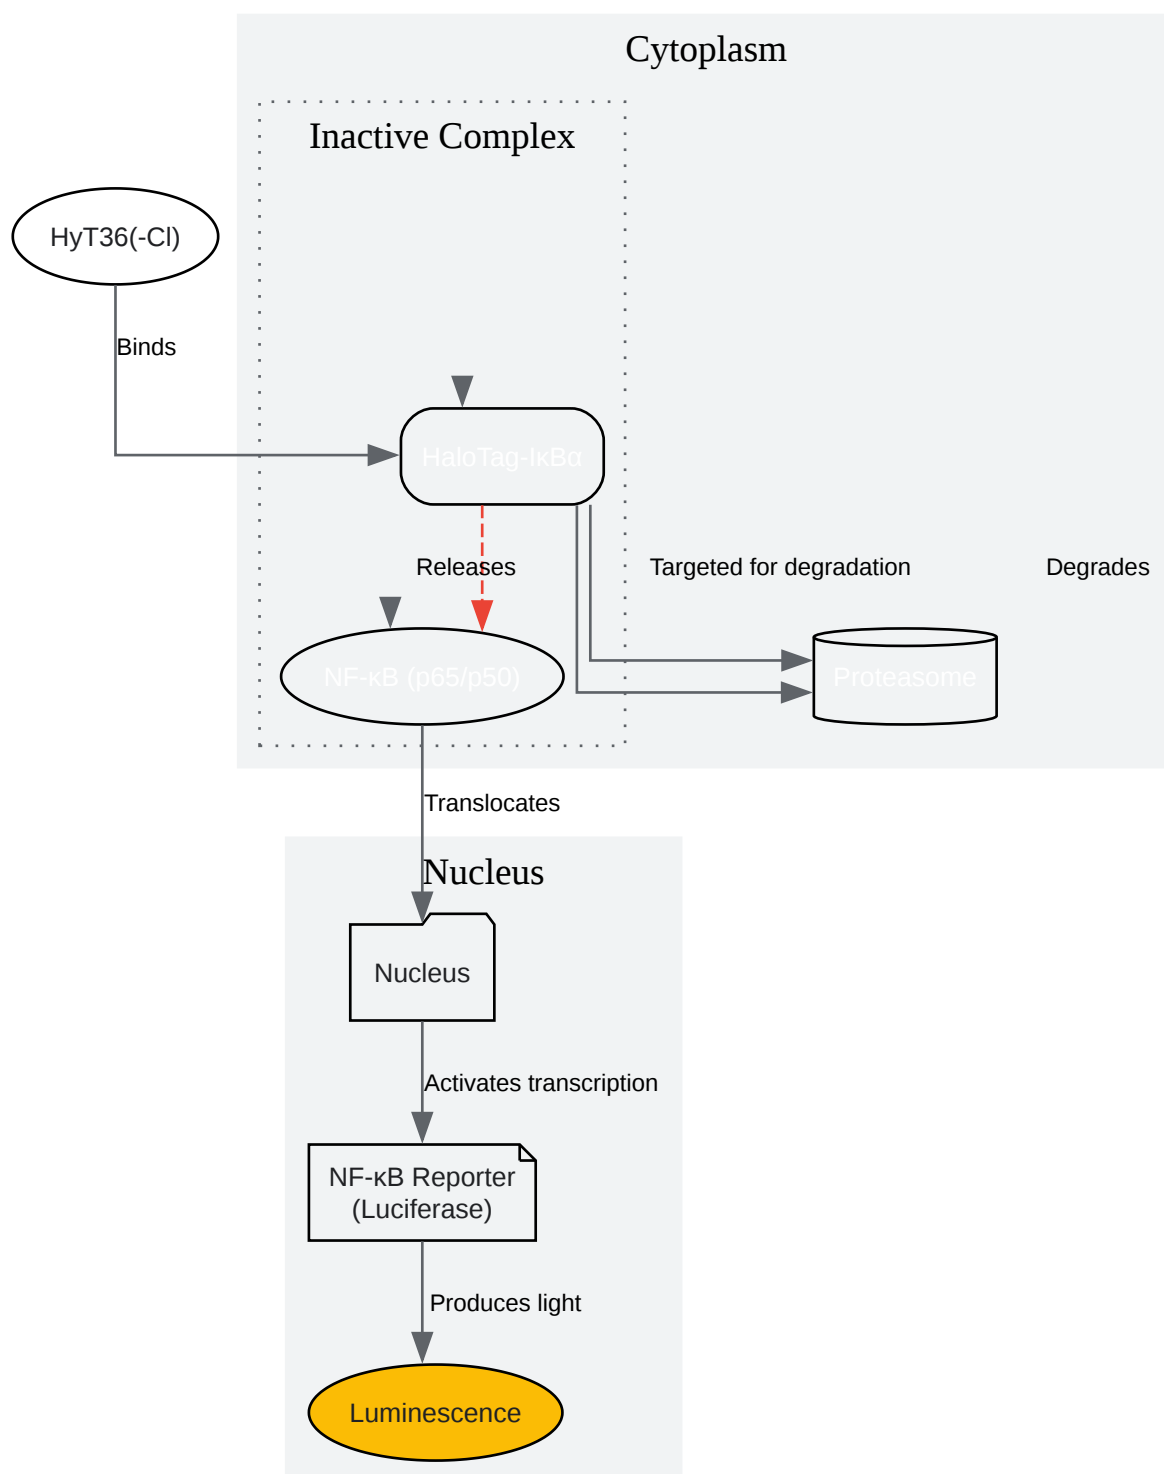 Cytoplasm
Inactive Complex
HyT36(-Cl)
Binds
HaloTag-IκBα
Releases
Targeted for degradation
Degrades
NF-κB (p65/p50)
Proteasome
Translocates
Nucleus
Nucleus
Activates transcription
NF-κB Reporter
(Luciferase)
Produces light
Luminescence